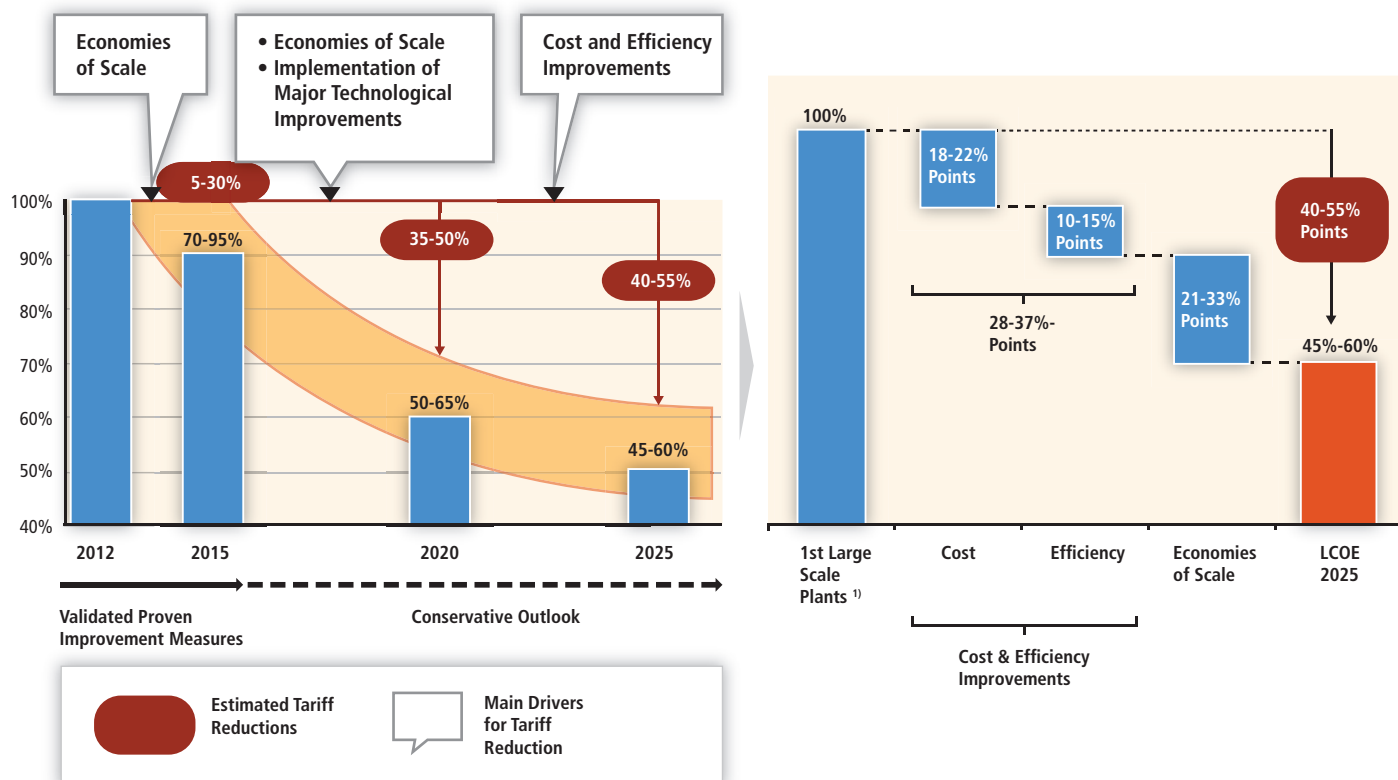 Economies
of Scale
• Economies of Scale
• Implementation of
Major Technological
Improvements
Cost and Efficiency
Improvements
5-30%
35-50%
40-55%
100%
90%
80%
70%
60%
50%
40%
70-95%
50-65%
45-60%
2012
2015
2020
2025
Validated Proven
Improvement Measures
Conservative Outlook
Estimated Tariff
Reductions
Main Drivers
for Tariff
Reduction
100%
18-22%
Points
10-15%
Points
28-37%-
Points
21-33%
Points
40-55%
Points
45%-60%
1st Large
Scale
Plants 1)
Cost
Efficiency
Economies
of Scale
LCOE
2025
Cost & Efficiency
Improvements